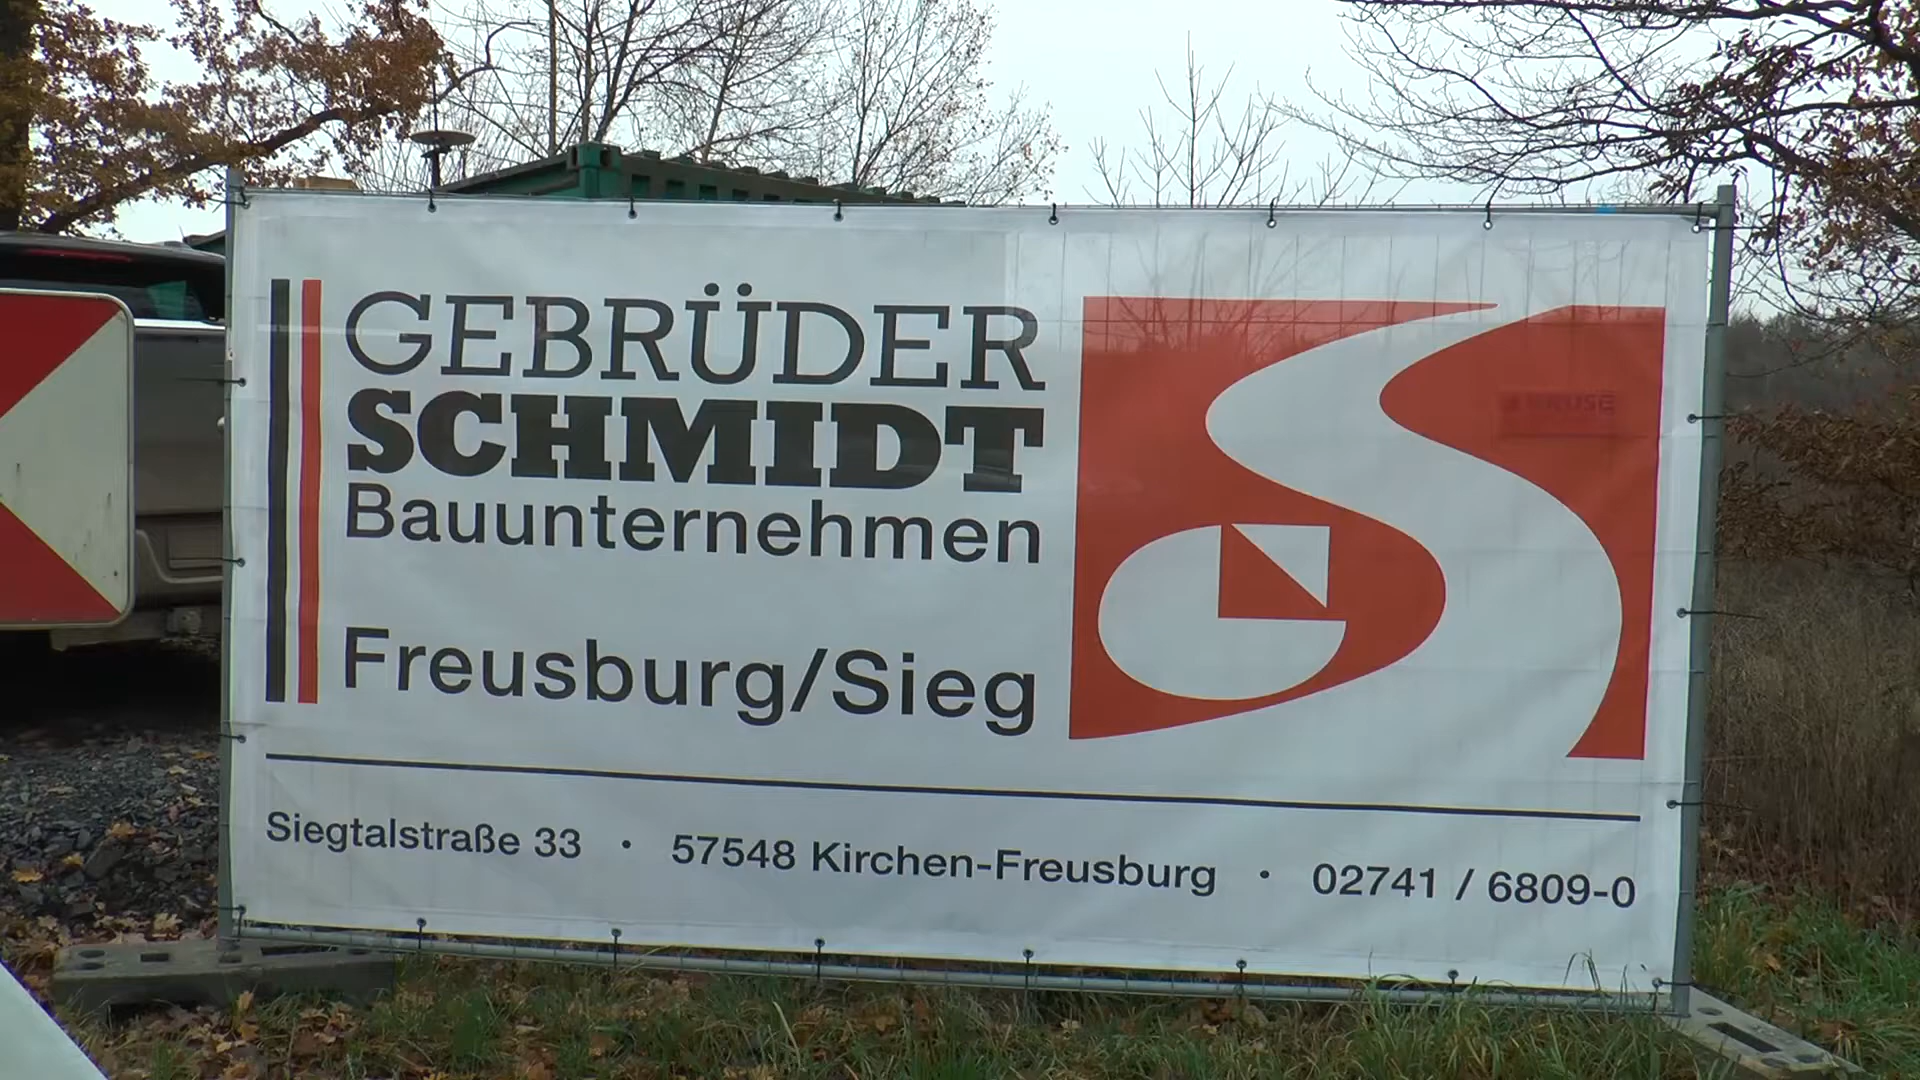 GEBRÜDER
SCHMIDT
Bauunternehmen
Freusburg/Sieg
Siegtalstraße 33 • 57548 Kirchen-Freusburg • 02741 / 6809-0